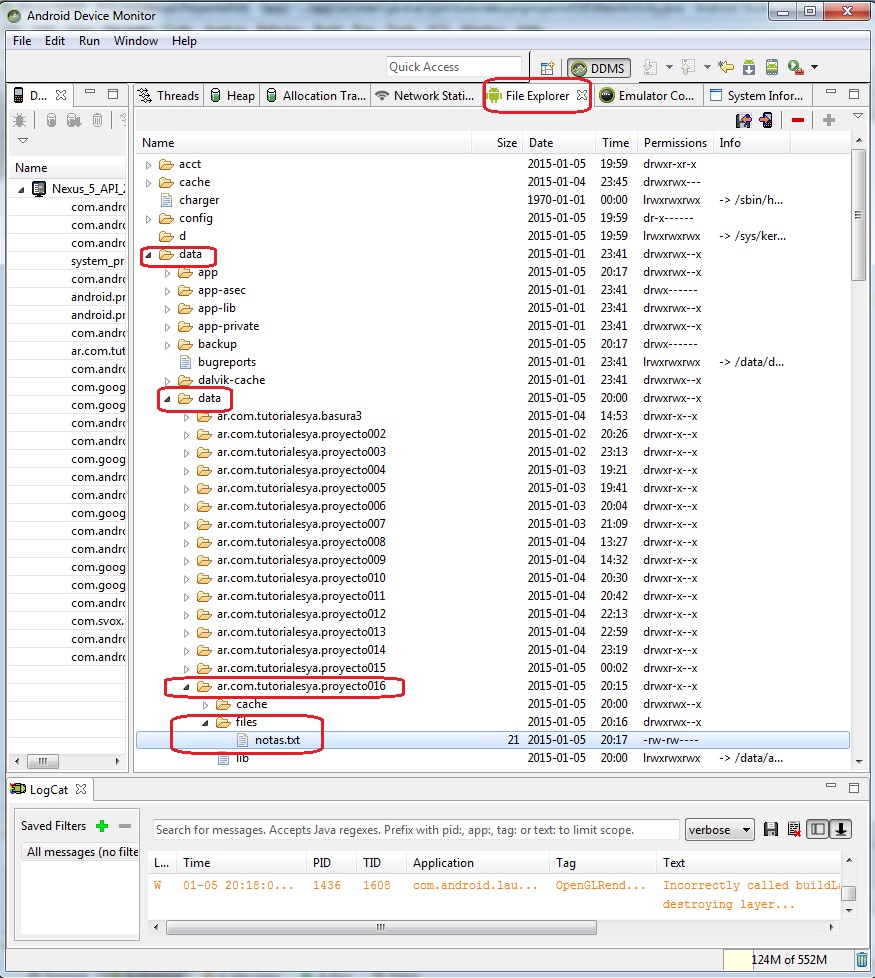 Android Device Monitor
File Edit Run Window Help
Quick Access DDMS
D... Threads Heap Allocation Tra... Network Stati... File Explorer Emulator Co... System Infor...
Name
Nexus_5_API_2
com.andro
com.andro
com.andro
system_pro
com.andro
android.pr
android.pr
com.andro
ar.com.tut
com.andro
com.goog
com.goog
com.andro
com.andro
com.goog
com.andro
com.andro
com.goog
com.andro
com.goog
com.goog
com.andro
com.svox.
com.andro
com.andro
Name Size Date Time Permissions Info
acct 2015-01-05 19:59 drwxr-xr-x
cache 2015-01-04 23:45 drwxrwx---
charger 1970-01-01 00:00 lrwxrwxrwx -> /sbin/h...
config 2015-01-05 19:59 dr-x------
d 2015-01-05 19:59 lrwxrwxrwx -> /sys/ker...
data 2015-01-01 23:41 drwxrwx--x
app 2015-01-05 20:17 drwxrwx--x
app-asec 2015-01-01 23:41 drwx------
app-lib 2015-01-01 23:41 drwxrwx--x
app-private 2015-01-01 23:41 drwxrwx--x
backup 2015-01-05 20:17 drwx------
bugreports 2015-01-01 23:41 lrwxrwxrwx -> /data/d...
dalvik-cache 2015-01-01 23:41 drwxrwx--x
data 2015-01-05 20:00 drwxrwx--x
ar.com.tutorialesya.basura3 2015-01-04 14:53 drwxr-x--x
ar.com.tutorialesya.proyecto002 2015-01-02 20:26 drwxr-x--x
ar.com.tutorialesya.proyecto003 2015-01-02 23:13 drwxr-x--x
ar.com.tutorialesya.proyecto004 2015-01-03 19:21 drwxr-x--x
ar.com.tutorialesya.proyecto005 2015-01-03 19:41 drwxr-x--x
ar.com.tutorialesya.proyecto006 2015-01-03 20:04 drwxr-x--x
ar.com.tutorialesya.proyecto007 2015-01-03 21:09 drwxr-x--x
ar.com.tutorialesya.proyecto008 2015-01-04 13:27 drwxr-x--x
ar.com.tutorialesya.proyecto009 2015-01-04 14:32 drwxr-x--x
ar.com.tutorialesya.proyecto010 2015-01-04 20:30 drwxr-x--x
ar.com.tutorialesya.proyecto011 2015-01-04 20:42 drwxr-x--x
ar.com.tutorialesya.proyecto012 2015-01-04 22:13 drwxr-x--x
ar.com.tutorialesya.proyecto013 2015-01-04 22:59 drwxr-x--x
ar.com.tutorialesya.proyecto014 2015-01-04 23:19 drwxr-x--x
ar.com.tutorialesya.proyecto015 2015-01-05 00:02 drwxr-x--x
ar.com.tutorialesya.proyecto016 2015-01-05 20:15 drwxr-x--x
cache 2015-01-05 20:00 drwxrwx--x
files 2015-01-05 20:16 drwxrwx--x
notas.txt 21 2015-01-05 20:17 -rw-rw----
lib 2015-01-05 20:00 lrwxrwxrwx -> /data/a...
LogCat
Saved Filters
All messages (no filte
Search for messages. Accepts Java regexes. Prefix with pid:, app:, tag: or text: to limit scope. verbose
L... Time PID TID Application Tag Text
W 01-05 20:18:0... 1436 1608 com.android.lau... OpenGLRend... Incorrectly called buildLa
destroying layer...
124M of 552M